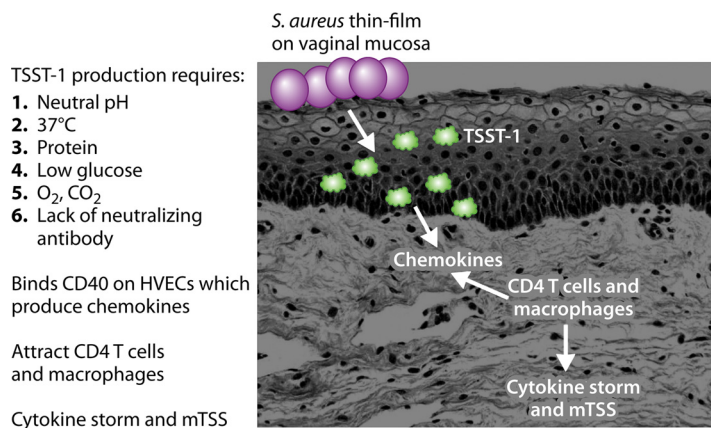 S. aureus thin-film
on vaginal mucosa
TSST-1 production requires:
1. Neutral pH
2. 37°C
3. Protein
4. Low glucose
5. O₂, CO₂
6. Lack of neutralizing
antibody
Binds CD40 on HVECs which
produce chemokines
Attract CD4 T cells
and macrophages
Cytokine storm and mTSS
TSST-1
Chemokines
CD4 T cells and
macrophages
Cytokine storm
and mTSS